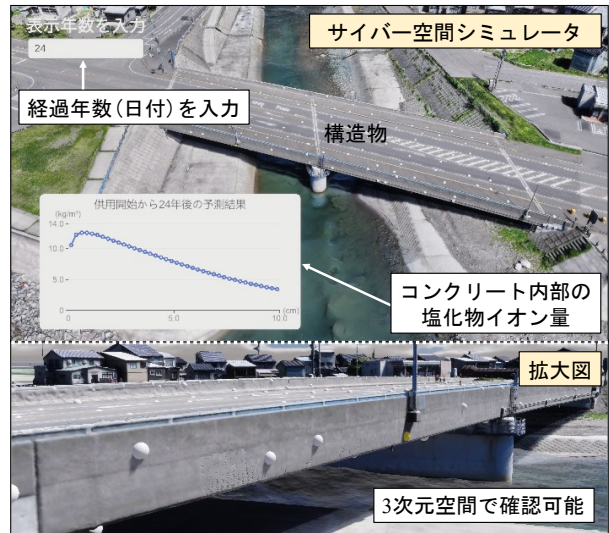 表示年数を入力
サイバー空間シミュレータ
24
経過年数(日付)を入力
構造物
供用開始から24年後の予測結果
(kg/m³)
14.0
10.0
5.0
0
5.0
10.0
(cm)
コンクリート内部の
塩化物イオン量
拡大図
3次元空間で確認可能